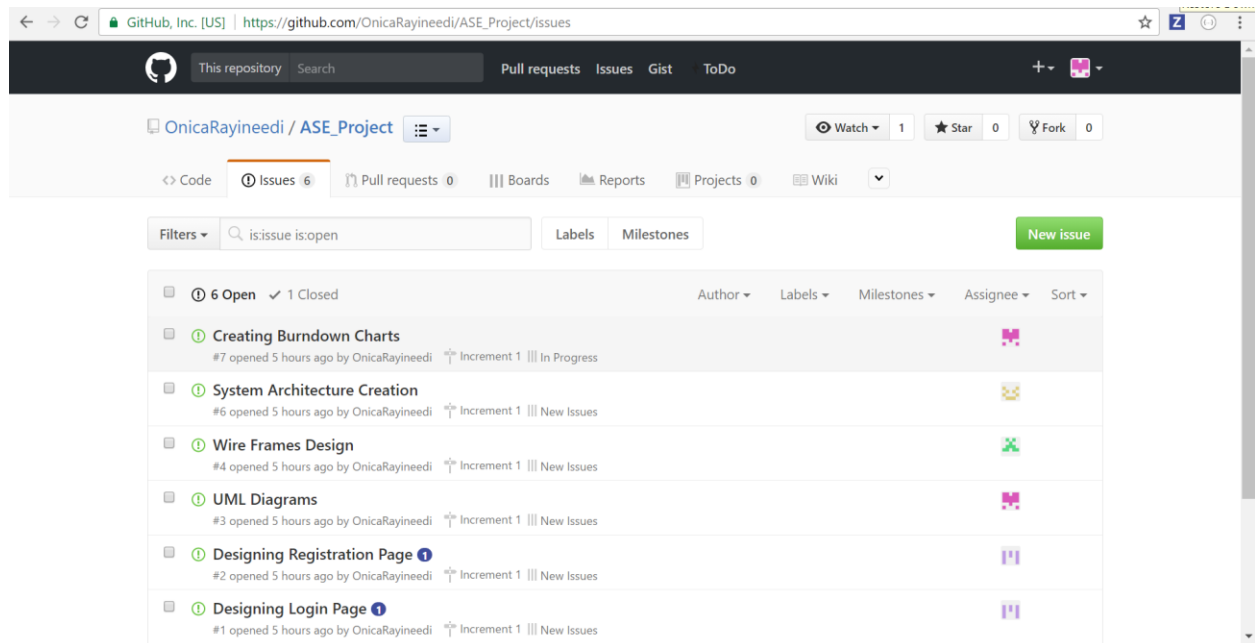 GitHub, Inc. [US] https://github.com/OnicaRayineedi/ASE_Project/issues Z
This repository Search Pull requests Issues Gist ToDo
OnicaRayineedi / ASE_Project Watch 1 Star 0 Fork 0
<> Code Issues 6 Pull requests 0 Boards Reports Projects 0 Wiki
Filters is:issue is:open Labels Milestones New issue
6 Open 1 Closed Author Labels Milestones Assignee Sort
Creating Burndown Charts
#7 opened 5 hours ago by OnicaRayineedi Increment 1 In Progress
System Architecture Creation
#6 opened 5 hours ago by OnicaRayineedi Increment 1 New Issues
Wire Frames Design
#4 opened 5 hours ago by OnicaRayineedi Increment 1 New Issues
UML Diagrams
#3 opened 5 hours ago by OnicaRayineedi Increment 1 New Issues
Designing Registration Page 1
#2 opened 5 hours ago by OnicaRayineedi Increment 1 New Issues
Designing Login Page 1
#1 opened 5 hours ago by OnicaRayineedi Increment 1 New Issues